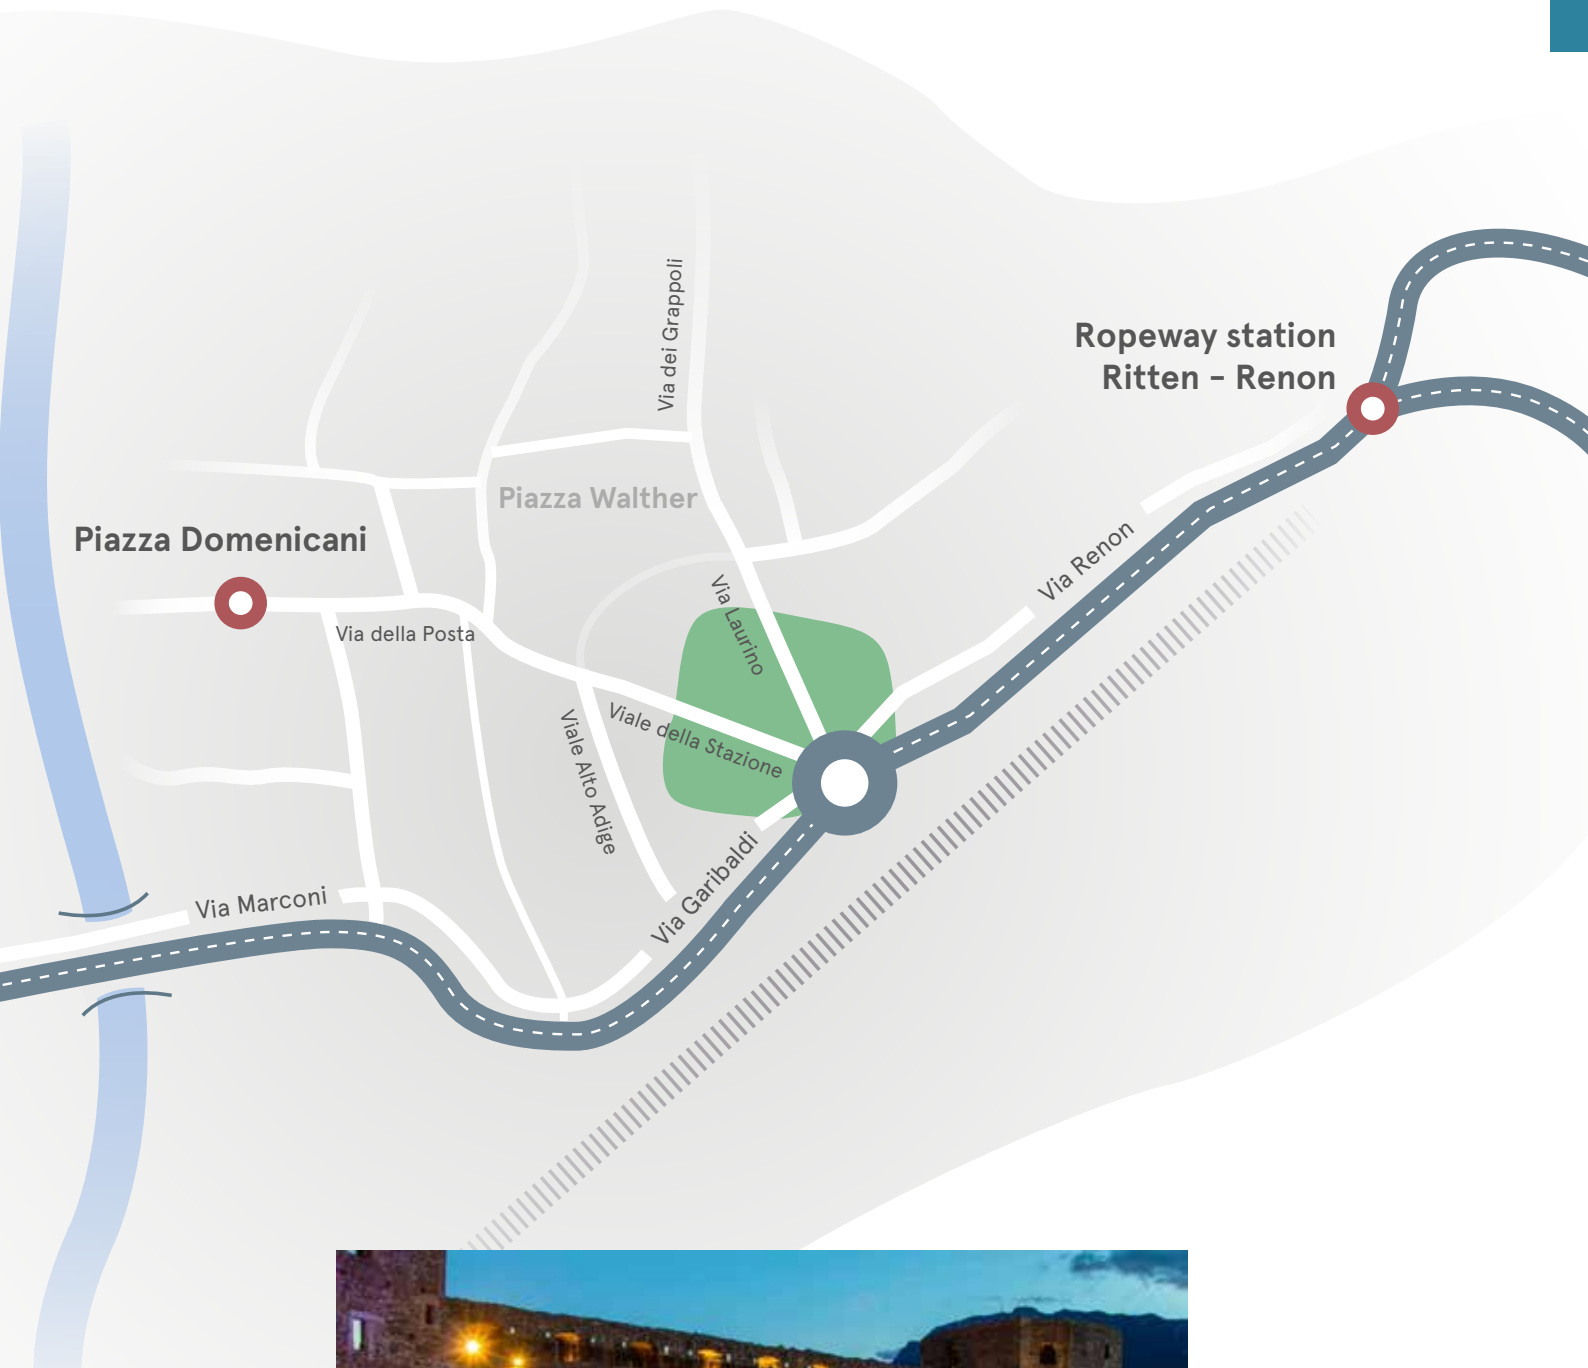 Via dei Grappoli
Ropeway station
Ritten – Renon
Piazza Walther
Piazza Domenicani
Via Renon
Via Laurino
Via della Posta
Viale della Stazione
Viale Alto Adige
Via Garibaldi
Via Marconi